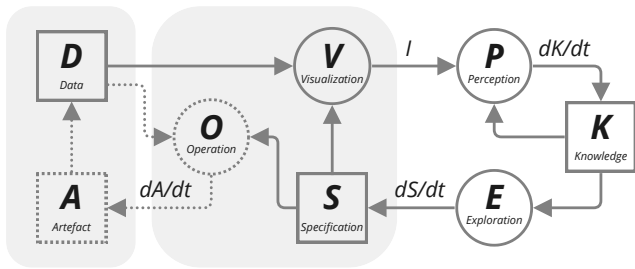 D
Data
V
Visualization
I
P
Perception
dK/dt
O
Operation
K
Knowledge
A
Artefact
dA/dt
S
Specification
dS/dt
E
Exploration